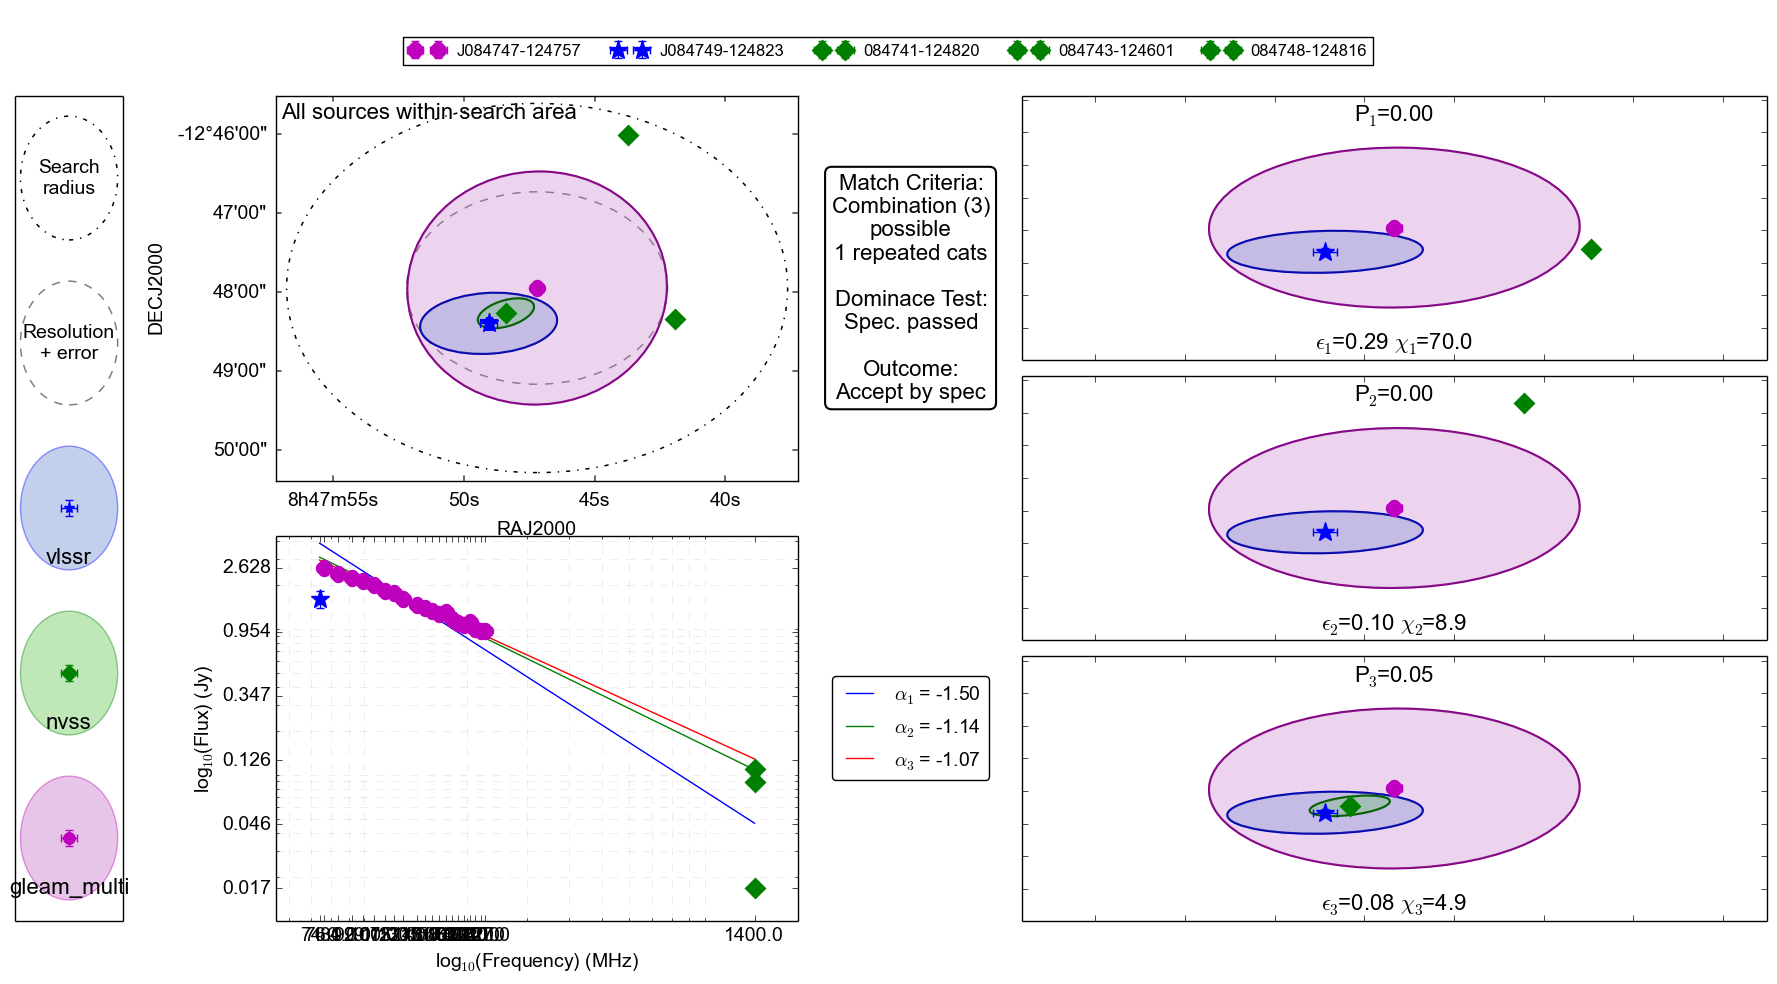 J084747-124757 J084749-124823 084741-124820 084743-124601 084748-124816
Search
radius
Resolution
+ error
vlssr
nvss
gleam_multi
All sources within search area
DECJ2000
-12°46'00"
47'00"
48'00"
49'00"
50'00"
8h47m55s 50s 45s 40s
RAJ2000
log₁₀(Flux) (Jy)
2.628
0.954
0.347
0.126
0.046
0.017
1400.0
log₁₀(Frequency) (MHz)
Match Criteria:
Combination (3)
possible
1 repeated cats
Dominace Test:
Spec. passed
Outcome:
Accept by spec
α₁ = -1.50
α₂ = -1.14
α₃ = -1.07
P₁=0.00
ϵ₁=0.29 χ₁=70.0
P₂=0.00
ϵ₂=0.10 χ₂=8.9
P₃=0.05
ϵ₃=0.08 χ₃=4.9